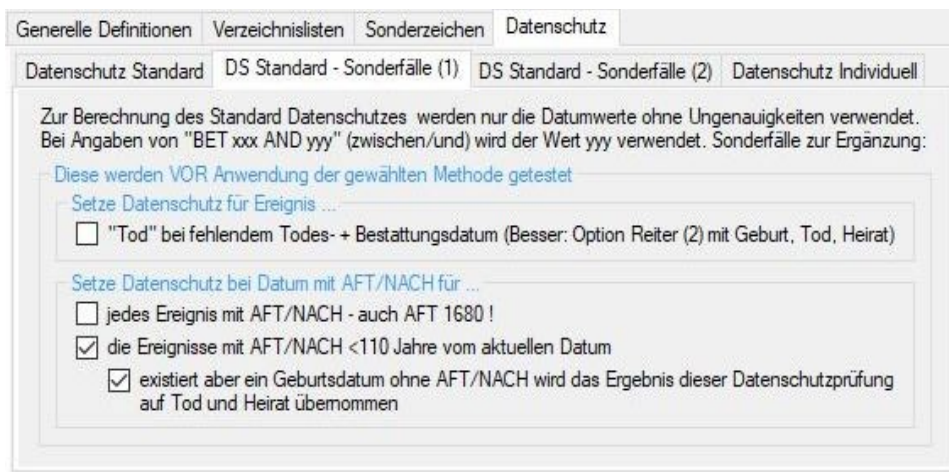 Generelle Definitionen Verzeichnislisten Sonderzeichen Datenschutz
Datenschutz Standard DS Standard - Sonderfälle (1) DS Standard - Sonderfälle (2) Datenschutz Individuell
Zur Berechnung des Standard Datenschutzes werden nur die Datumwerte ohne Ungenauigkeiten verwendet.
Bei Angaben von "BET xxx AND yyy" (zwischen/und) wird der Wert yyy verwendet. Sonderfälle zur Ergänzung:
Diese werden VOR Anwendung der gewählten Methode getestet
Setze Datenschutz für Ereignis ...
"Tod" bei fehlendem Todes- + Bestattungsdatum (Besser: Option Reiter (2) mit Geburt, Tod, Heirat)
Setze Datenschutz bei Datum mit AFT/NACH für ...
jedes Ereignis mit AFT/NACH - auch AFT 1680 !
die Ereignisse mit AFT/NACH <110 Jahre vom aktuellen Datum
existiert aber ein Geburtsdatum ohne AFT/NACH wird das Ergebnis dieser Datenschutzprüfung
auf Tod und Heirat übernommen